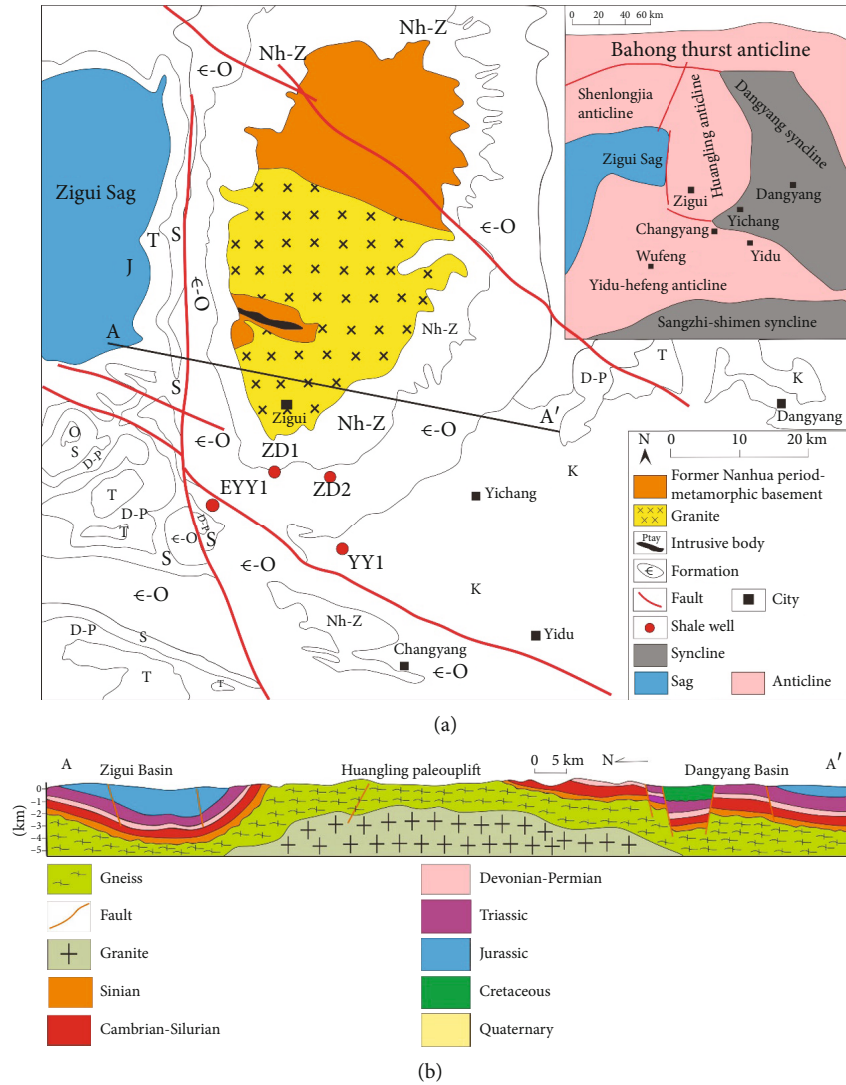 0 20 40 60 km
Bahong thurst anticline
Shenlongjia
anticline
Huangling anticline
Dangyang syncline
Zigui Sag
Zigui
Dangyang
Yichang
Changyang
Wufeng
Yidu
Yidu-hefeng anticline
Sangzhi-shimen syncline
Nh-Z
Nh-Z
Є-O
Є-O
Zigui Sag
T
S
J
Є-O
A
Nh-Z
S
Zigui
Nh-Z
A′
D-P
T
K
Dangyang
O
S
D-P
Є-O
ZD1
Є-O
K
EYY1
ZD2
Yichang
T
D-P
T
D-P
Є-O
S
S
YY1
Є-O
Є-O
K
D-P
S
Nh-Z
Yidu
T
T
Changyang
Є-O
N 0 10 20 km
Former Nanhua period-
metamorphic basement
Granite
Ptay
Intrusive body
Є
Formation
Fault
City
Shale well
Syncline
Sag
Anticline
(a)
A
Zigui Basin
Huangling paleouplift
0 5 km
N
Dangyang Basin
A′
(km)
0
−1
−2
−3
−4
−5
Gneiss
Fault
Granite
Sinian
Cambrian-Silurian
Devonian-Permian
Triassic
Jurassic
Cretaceous
Quaternary
(b)